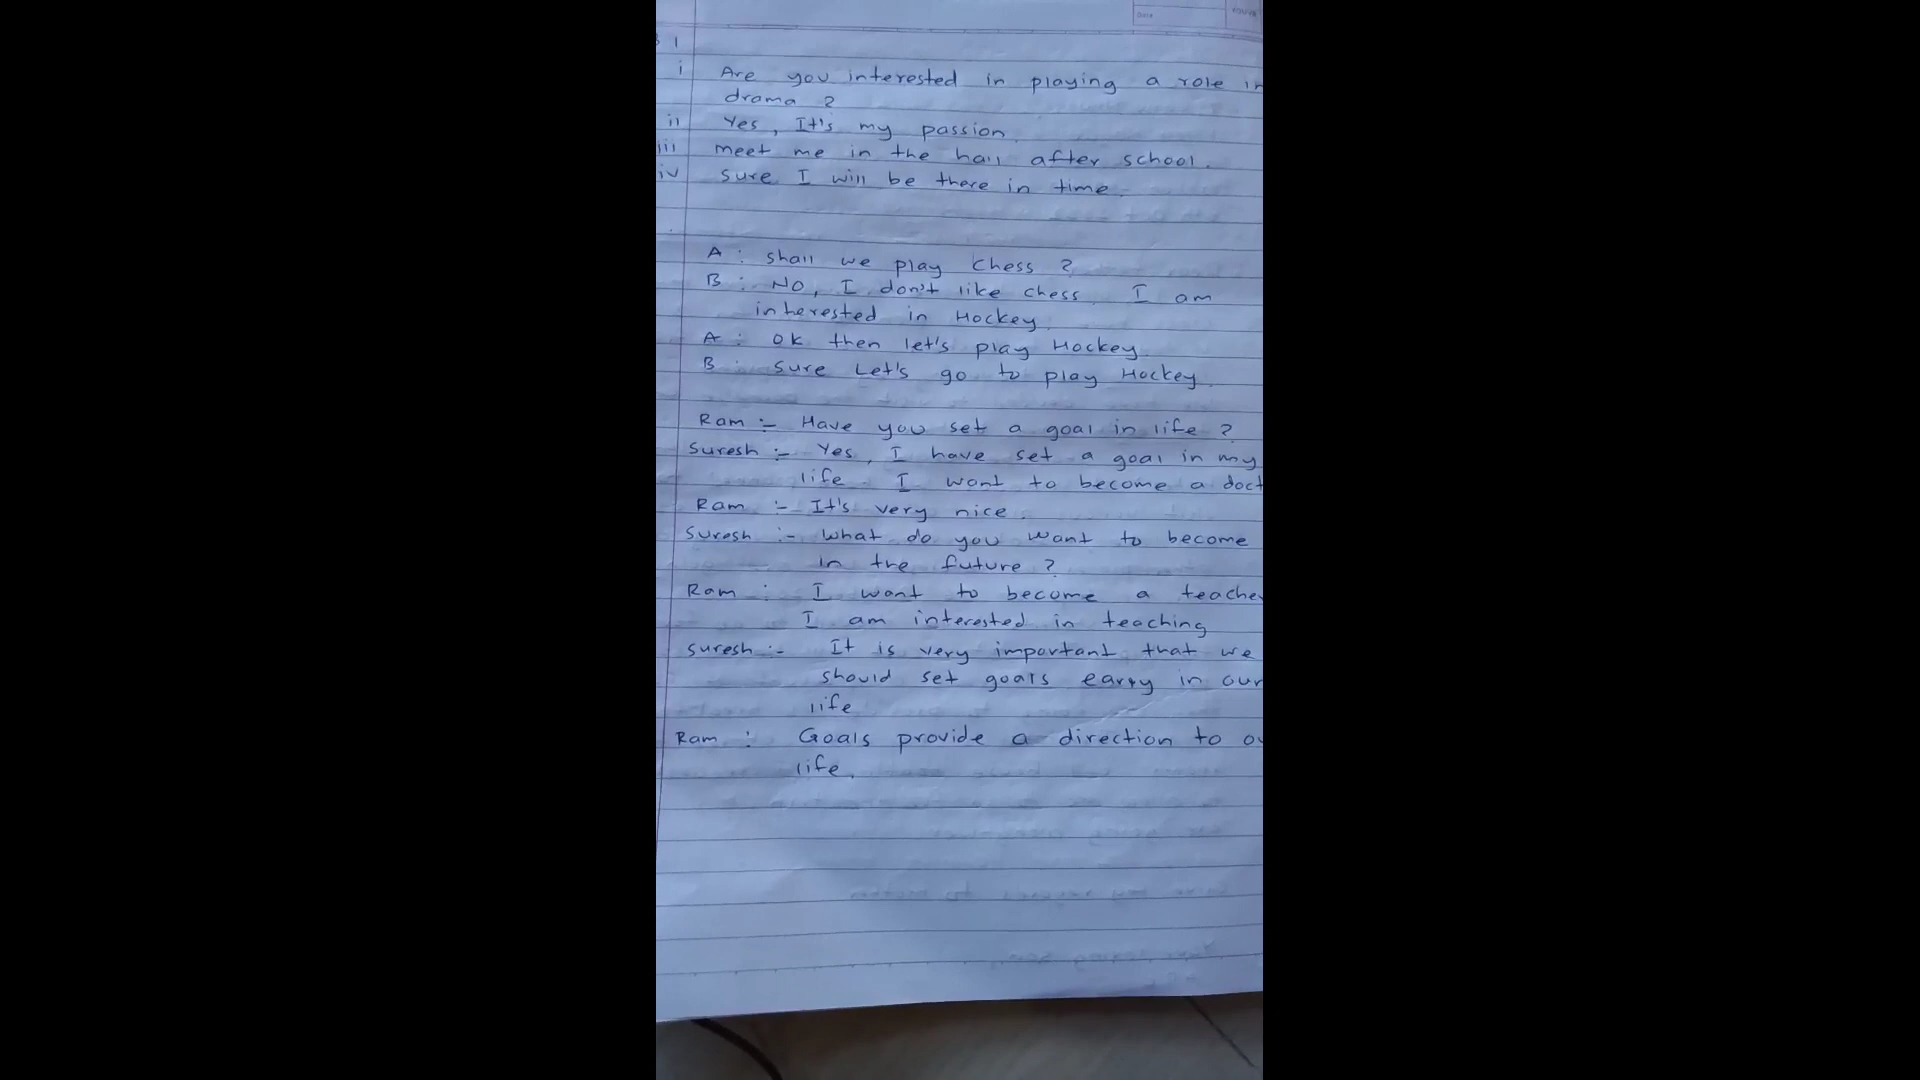 Date
1
i Are you interested in playing a role in
drama ?
ii Yes, It's my passion.
iii meet me in the hall after school.
iv Sure I will be there in time.
A : shall we play Chess ?
B : NO, I don't like chess. I am
interested in Hockey.
A : OK then let's play Hockey.
B : Sure Let's go to play Hockey.
Ram :- Have you set a goal in life ?
Suresh :- Yes, I have set a goal in my
life. I want to become a doct
Ram :- It's very nice.
Suresh :- What do you want to become
in the future ?
Ram : I want to become a teache
I am interested in teaching
Suresh :- It is very important that we
should set goals early in our
life
Ram : Goals provide a direction to o
life.